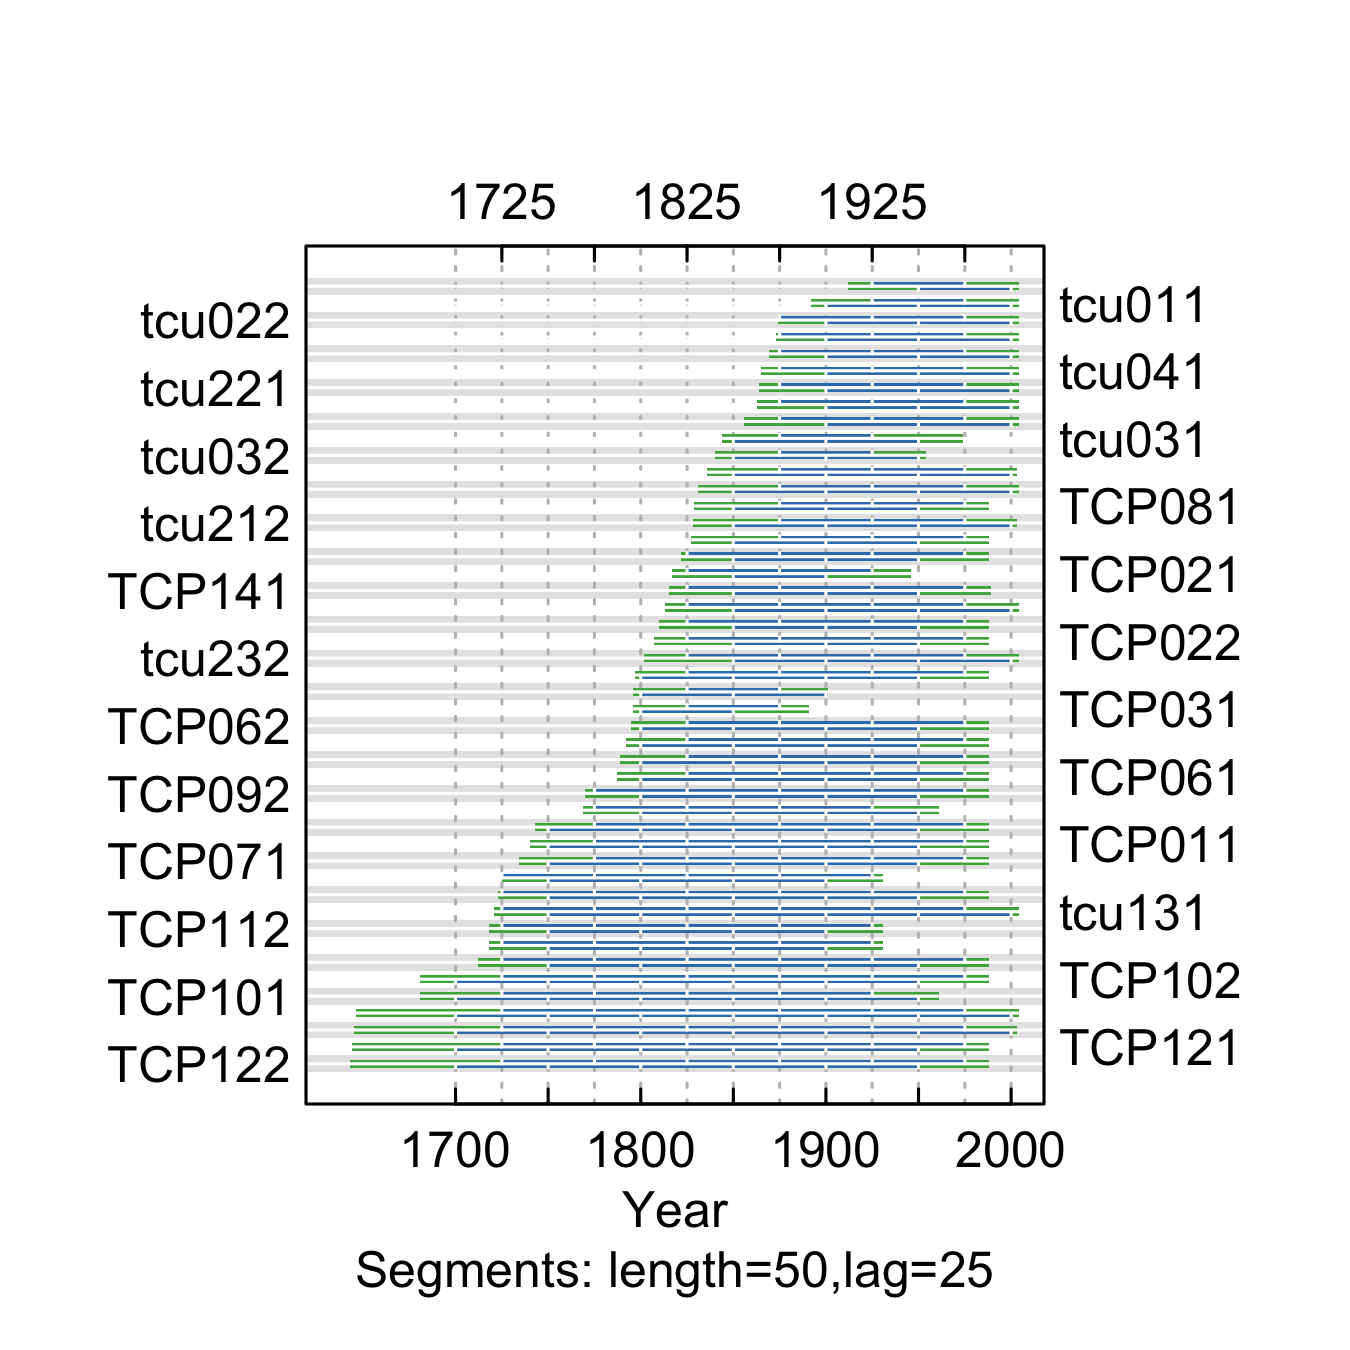 1725 1825 1925
tcu011
tcu022
tcu041
tcu221
tcu031
tcu032
TCP081
tcu212
TCP021
TCP141
TCP022
tcu232
TCP031
TCP062
TCP061
TCP092
TCP011
TCP071
tcu131
TCP112
TCP102
TCP101
TCP121
TCP122
1700 1800 1900 2000
Year
Segments: length=50,lag=25